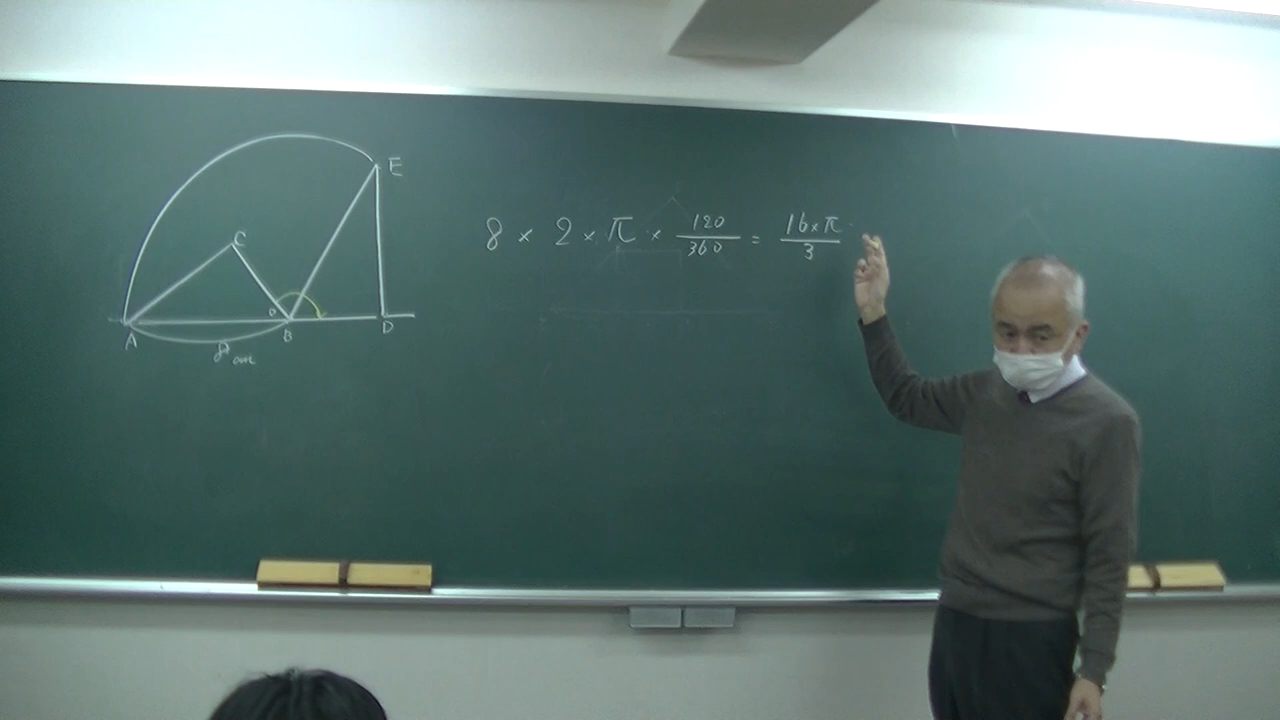 E
C
A
B
D
8cm
8 × 2 × π × 120/360 = 16×π/3